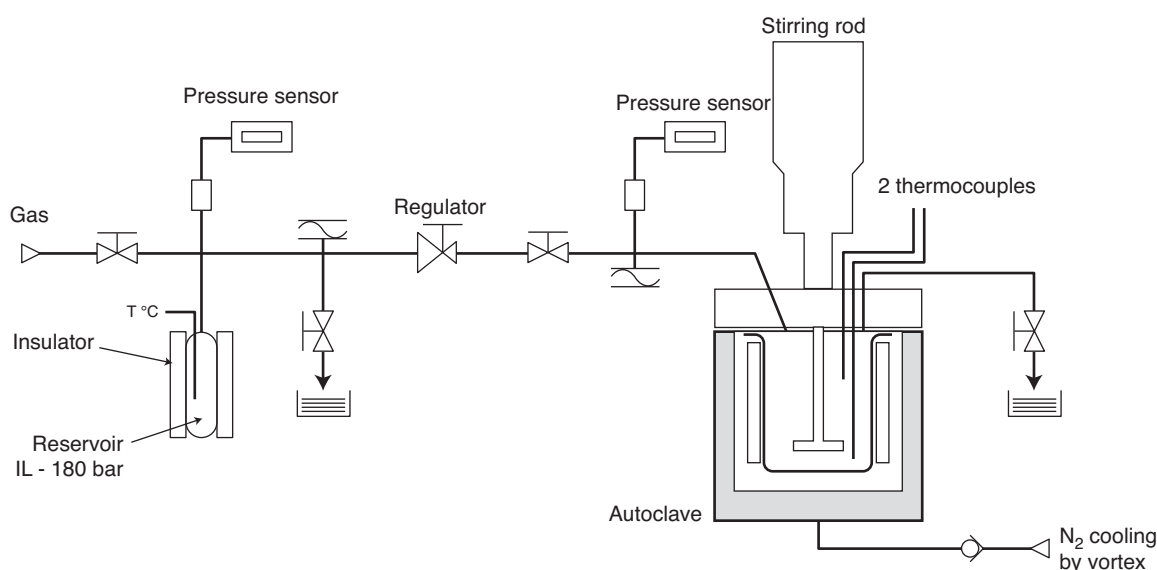 Stirring rod
Pressure sensor
Pressure sensor
2 thermocouples
Gas
Regulator
T °C
Insulator
Reservoir
IL - 180 bar
Autoclave
N₂ cooling
by vortex